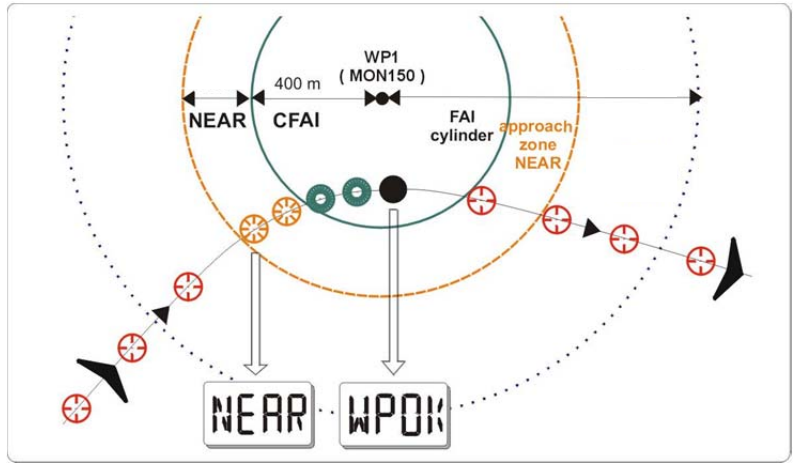 WP1
( MON150 )
400 m
NEAR
CFAI
FAI
cylinder
approach
zone
NEAR
NEAR
WPOK